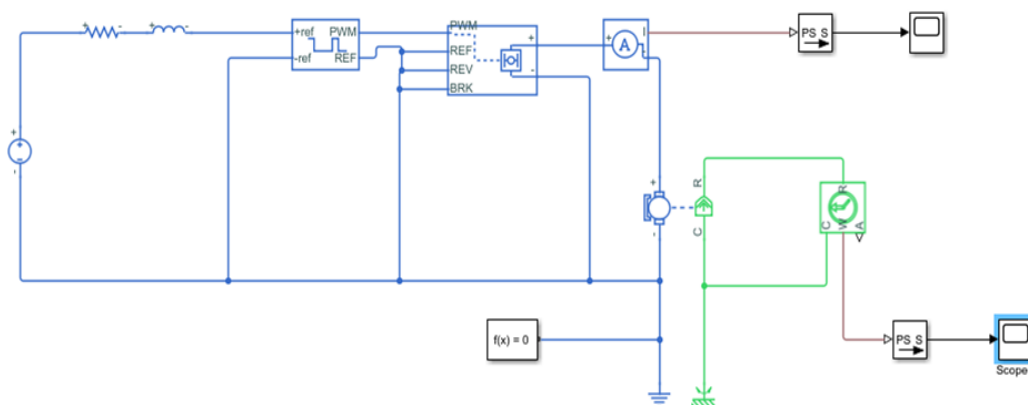 + -
+ -
+ref
-ref
PWM
REF
PWM
REF
REV
BRK
+
-
A
+
I
-
PS S
+
-
+
-
R
C
R
C
W
A
f(x) = 0
PS S
Scope